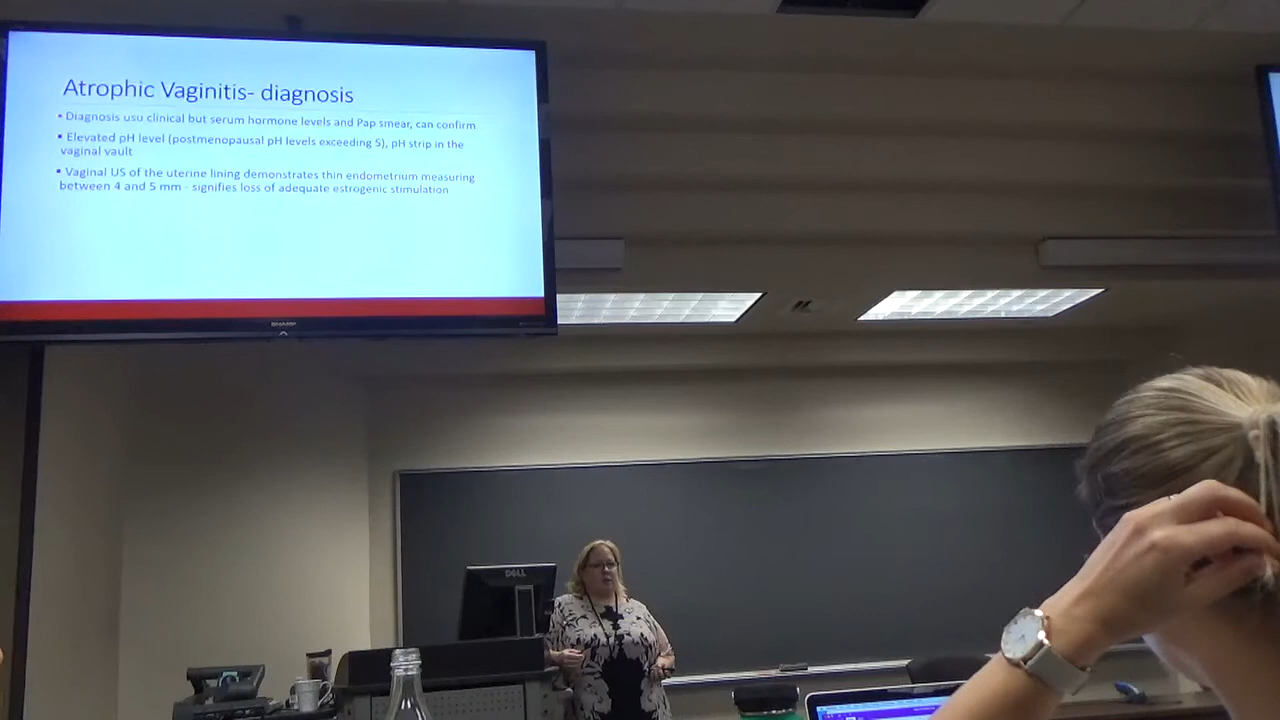 Atrophic Vaginitis- diagnosis
▪ Diagnosis usu clinical but serum hormone levels and Pap smear, can confirm
▪ Elevated pH level (postmenopausal pH levels exceeding 5), pH strip in the
vaginal vault
▪ Vaginal US of the uterine lining demonstrates thin endometrium measuring
between 4 and 5 mm - signifies loss of adequate estrogenic stimulation
SHARP
DELL